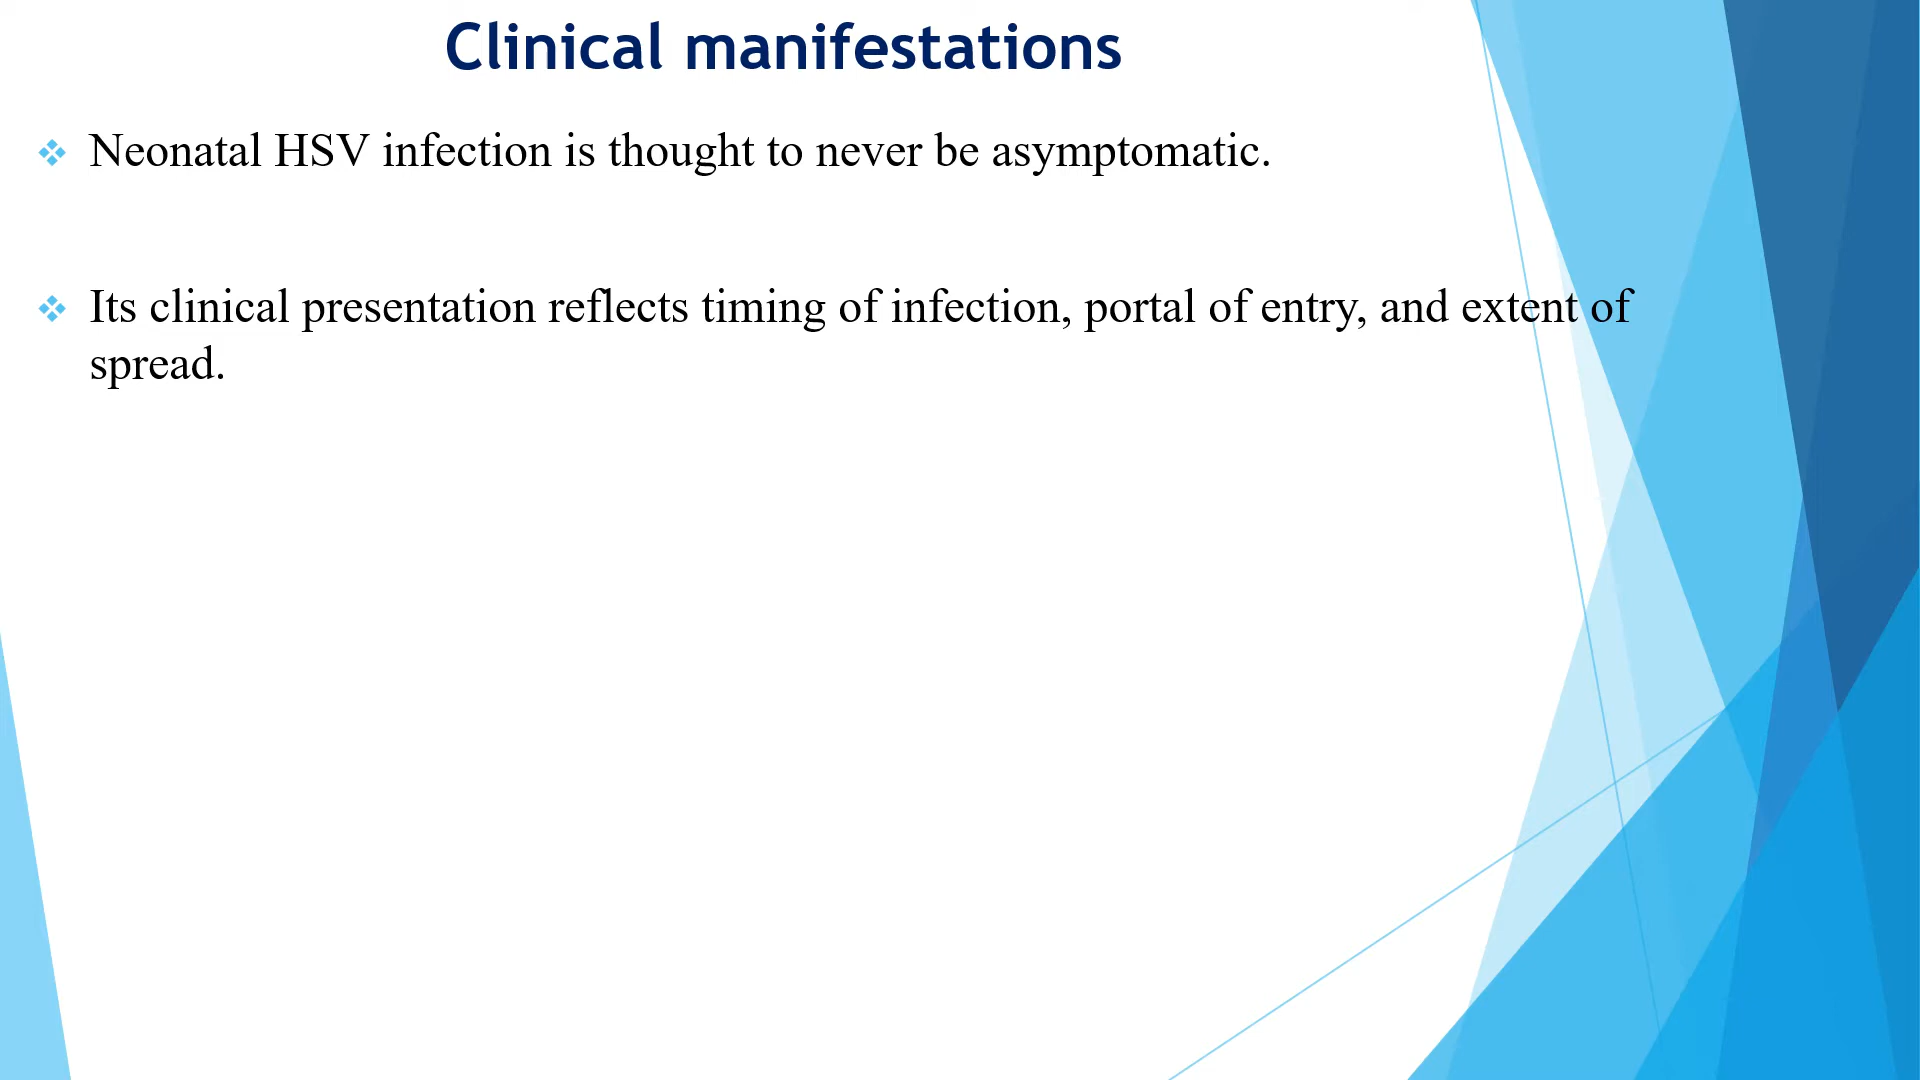 Clinical manifestations
Neonatal HSV infection is thought to never be asymptomatic.
Its clinical presentation reflects timing of infection, portal of entry, and extent of
spread.